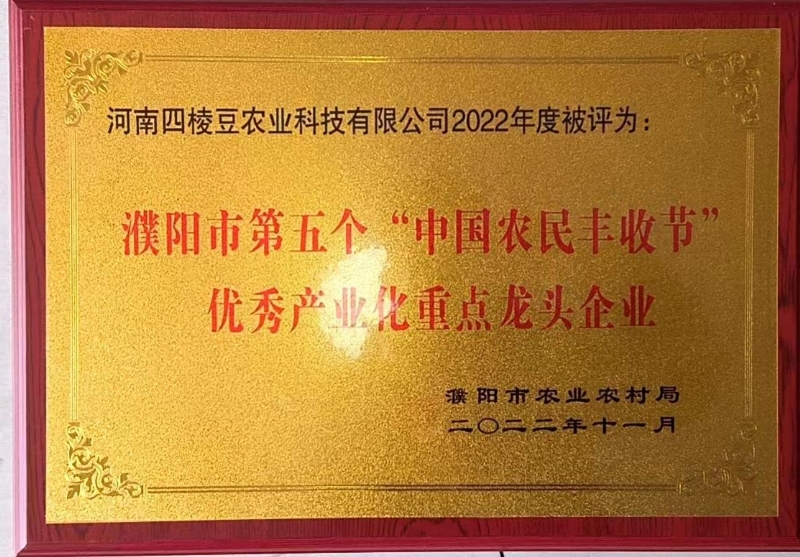 河南四棱豆农业科技有限公司2022年度被评为：
濮阳市第五个“中国农民丰收节”
优秀产业化重点龙头企业
濮阳市农业农村局
二〇二二年十一月